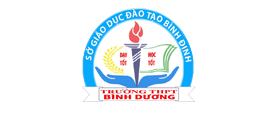 SỞ GIÁO DỤC ĐÀO TẠO BÌNH ĐỊNH
DẠY HỌC
TỐT TỐT
TRƯỜNG THPT
BÌNH DƯƠNG